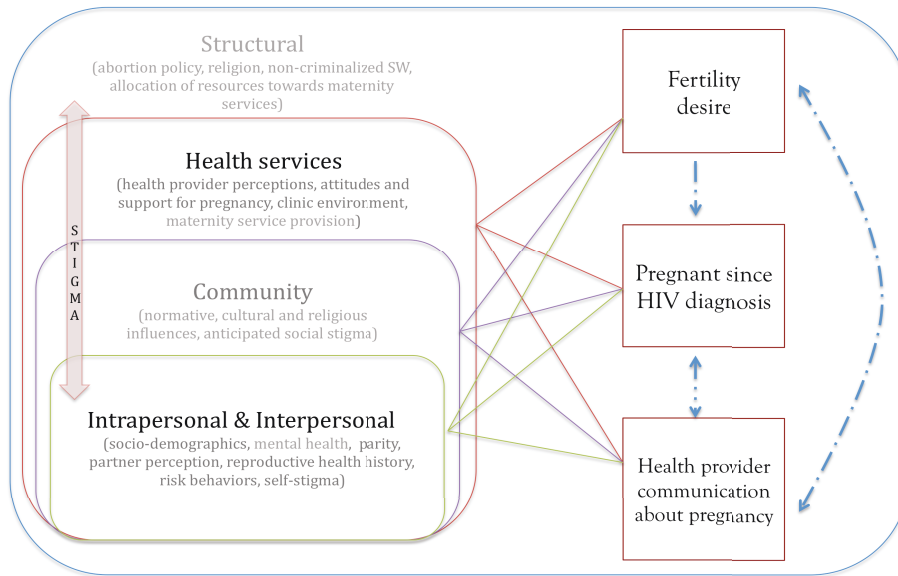 Structural
(abortion policy, religion, non-criminalized SW,
allocation of resources towards maternity
services)
Health services
(health provider perceptions, attitudes and
support for pregnancy, clinic environment,
maternity service provision)
STIGMA
Community
(normative, cultural and religious
influences, anticipated social stigma)
Intrapersonal & Interpersonal
(socio-demographics, mental health, parity,
partner perception, reproductive health history,
risk behaviors, self-stigma)
Fertility
desire
Pregnant since
HIV diagnosis
Health provider
communication
about pregnancy